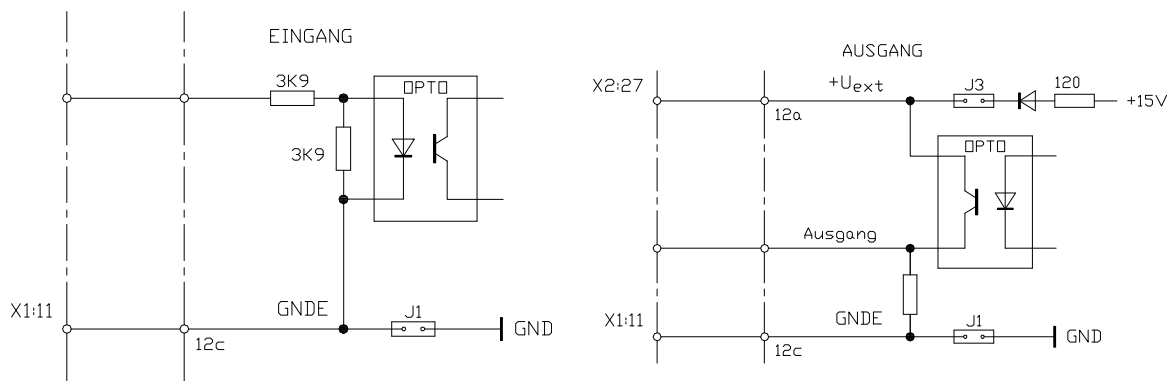 EINGANG
3K9
OPTO
3K9
X1:11
GNDE
J1
GND
12c
AUSGANG
X2:27
+Uext
J3
120
+15V
12a
OPTO
Ausgang
X1:11
GNDE
J1
GND
12c